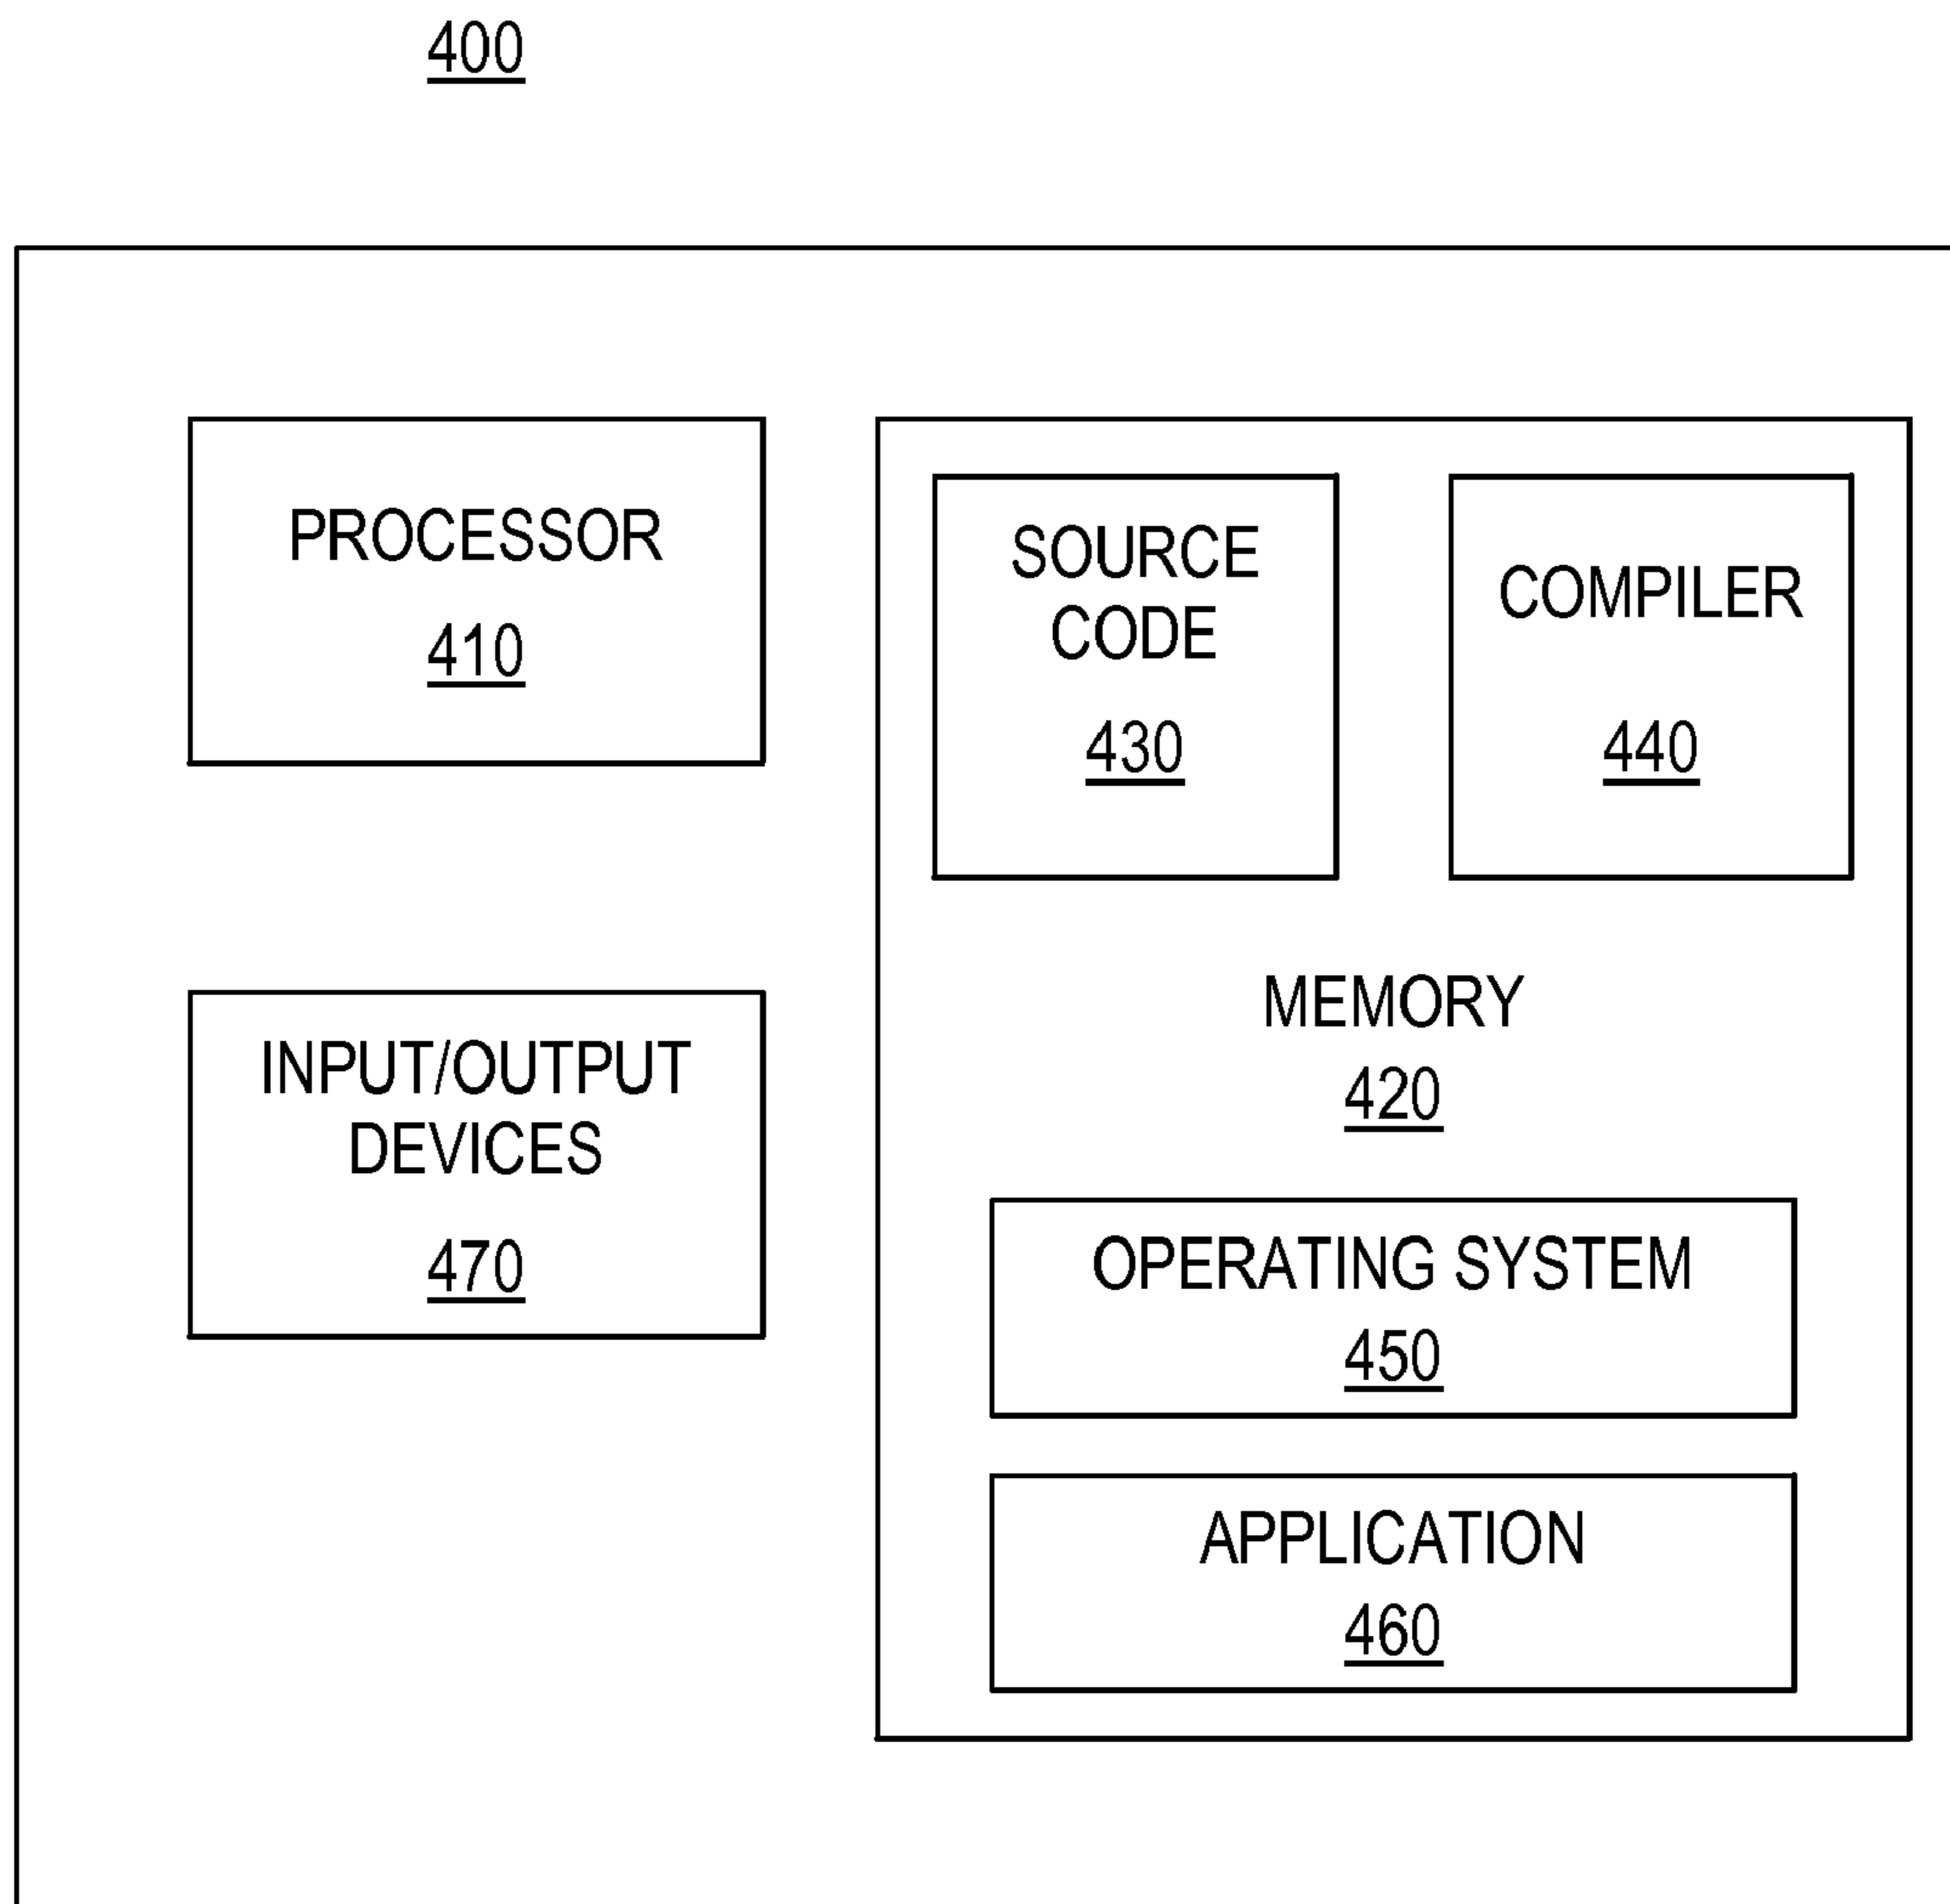 400
PROCESSOR
410
INPUT/OUTPUT
DEVICES
470
SOURCE
CODE
430
COMPILER
440
MEMORY
420
OPERATING SYSTEM
450
APPLICATION
460